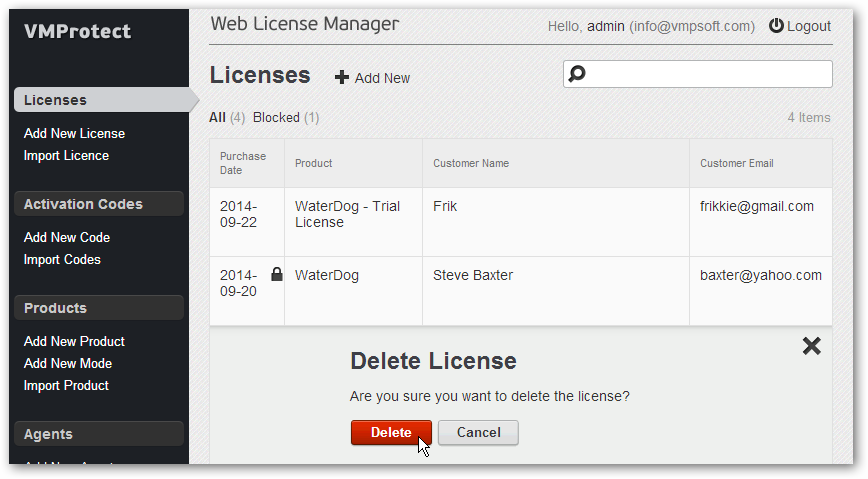 VMProtect
Web License Manager
Hello, admin (info@vmpsoft.com) Logout
Licenses
Add New License
Import Licence
Activation Codes
Add New Code
Import Codes
Products
Add New Product
Add New Mode
Import Product
Agents
Licenses
Add New
All (4) Blocked (1)
4 Items
Purchase
Date
Product
Customer Name
Customer Email
2014-
09-22
WaterDog - Trial
License
Frik
frikkie@gmail.com
2014-
09-20
WaterDog
Steve Baxter
baxter@yahoo.com
Delete License
Are you sure you want to delete the license?
Delete
Cancel